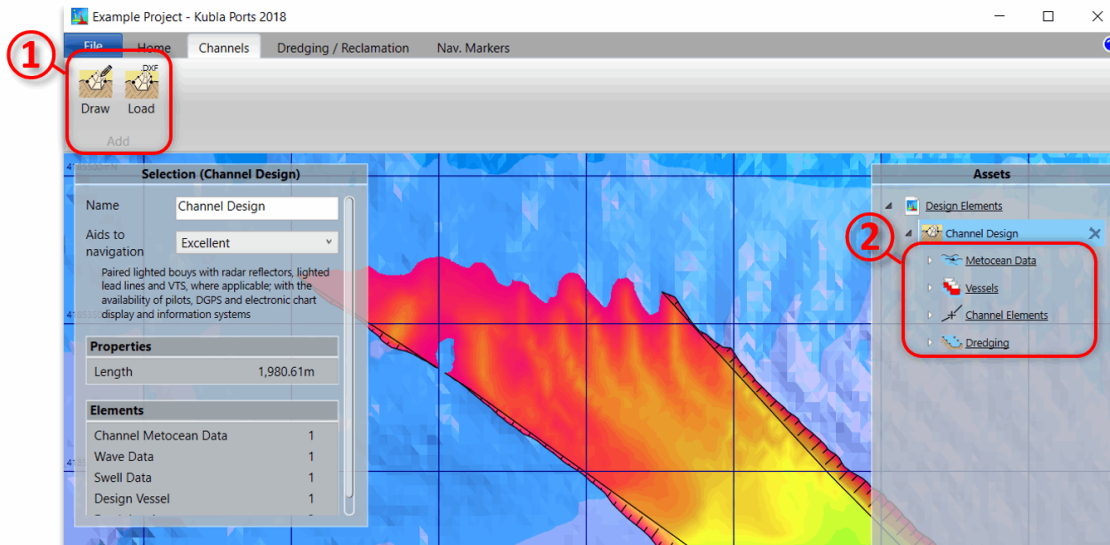 Example Project - Kubla Ports 2018
1
File Home Channels Dredging / Reclamation Nav. Markers
.DXF
Draw Load
Add
Selection (Channel Design)
Name Channel Design
Aids to
navigation
Excellent
Paired lighted bouys with radar reflectors, lighted
lead lines and VTS, where applicable; with the
availability of pilots, DGPS and electronic chart
display and information systems
Properties
Length 1,980.61m
Elements
Channel Metocean Data 1
Wave Data 1
Swell Data 1
Design Vessel 1
Assets
Design Elements
Channel Design
2
Metocean Data
Vessels
Channel Elements
Dredging